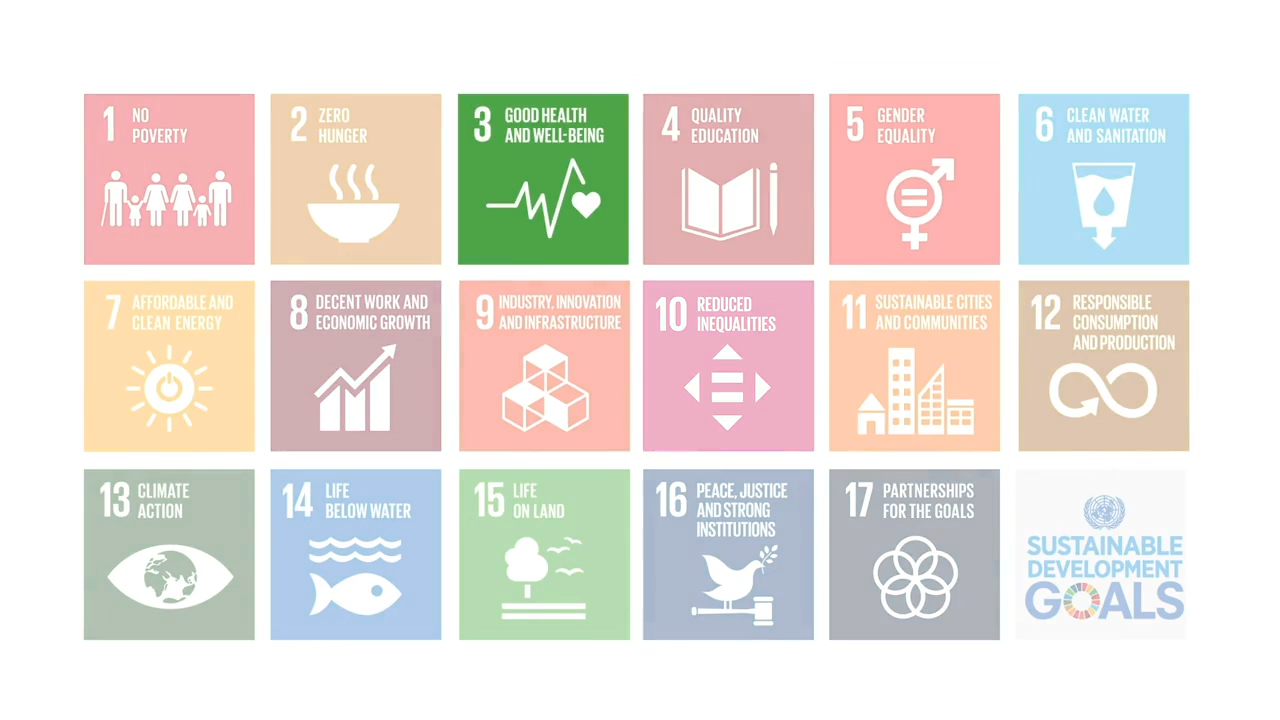 1 NO
POVERTY
2 ZERO
HUNGER
3 GOOD HEALTH
AND WELL-BEING
4 QUALITY
EDUCATION
5 GENDER
EQUALITY
6 CLEAN WATER
AND SANITATION
7 AFFORDABLE AND
CLEAN ENERGY
8 DECENT WORK AND
ECONOMIC GROWTH
9 INDUSTRY, INNOVATION
AND INFRASTRUCTURE
10 REDUCED
INEQUALITIES
11 SUSTAINABLE CITIES
AND COMMUNITIES
12 RESPONSIBLE
CONSUMPTION
AND PRODUCTION
13 CLIMATE
ACTION
14 LIFE
BELOW WATER
15 LIFE
ON LAND
16 PEACE, JUSTICE
AND STRONG
INSTITUTIONS
17 PARTNERSHIPS
FOR THE GOALS
SUSTAINABLE
DEVELOPMENT
GOALS